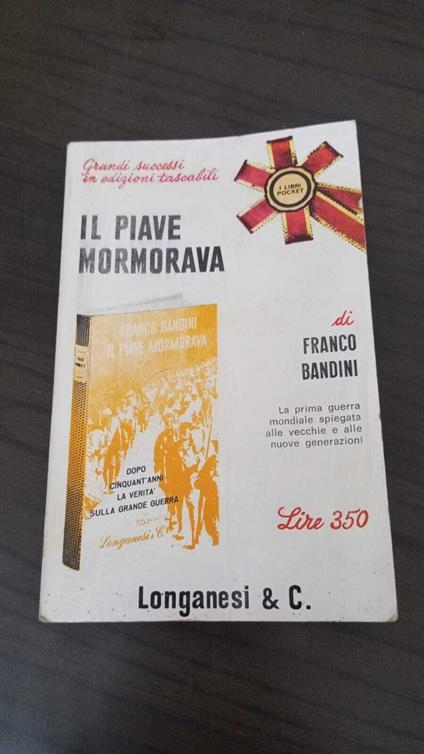 Grandi successi
in edizioni tascabili
I LIBRI
POCKET
IL PIAVE
MORMORAVA
FRANCO BANDINI
IL PIAVE MORMORAVA
DOPO
CINQUANT'ANNI
LA VERITA'
SULLA GRANDE GUERRA
Longanesi & C.
di
FRANCO
BANDINI
La prima guerra
mondiale spiegata
alle vecchie e alle
nuove generazioni
Lire 350
Longanesi & C.